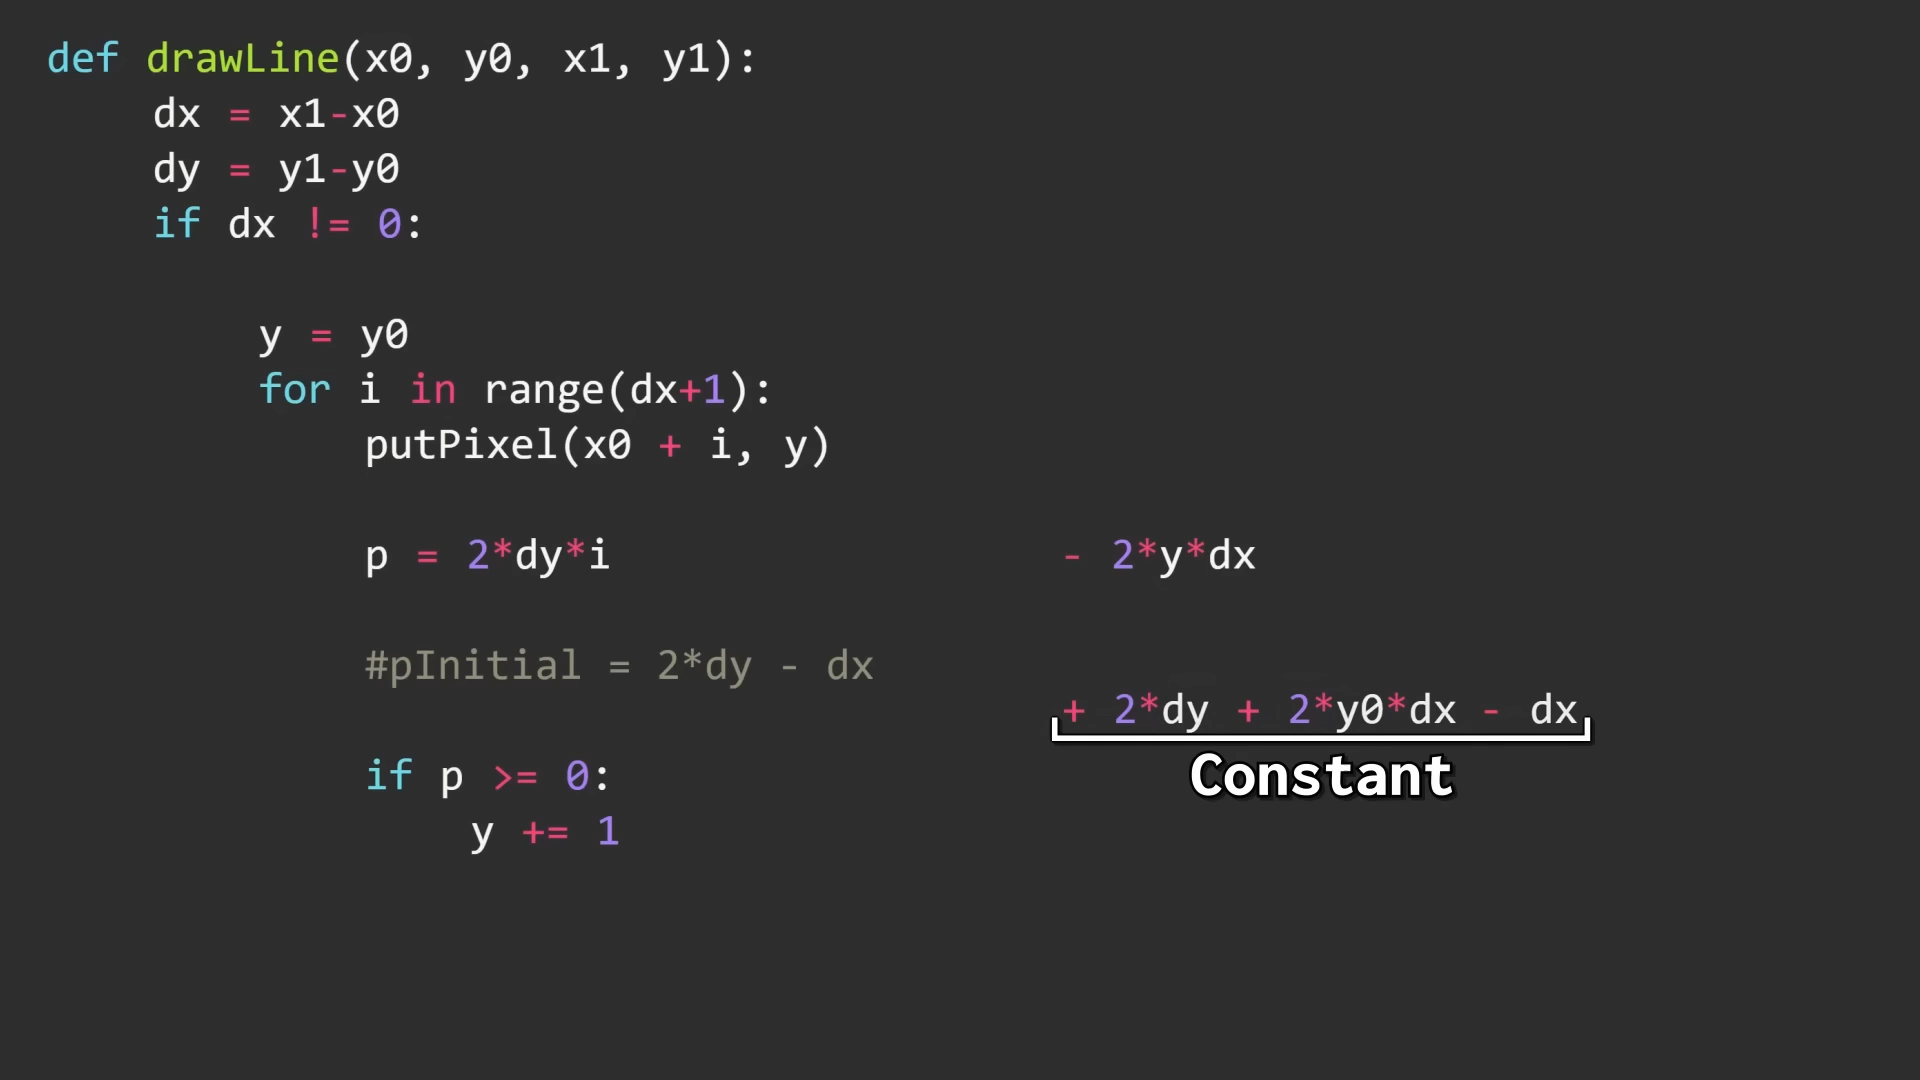 def drawLine(x0, y0, x1, y1):
dx = x1-x0
dy = y1-y0
if dx != 0:
y = y0
for i in range(dx+1):
putPixel(x0 + i, y)
p = 2*dy*i - 2*y*dx
#pInitial = 2*dy - dx
+ 2*dy + 2*y0*dx - dx
Constant
if p >= 0:
y += 1